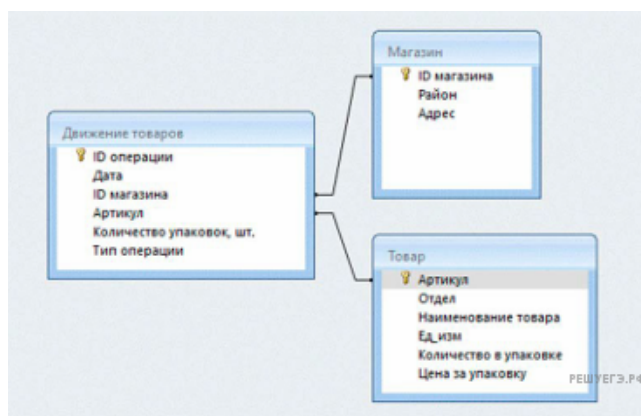 Магазин
ID магазина
Район
Адрес
Движение товаров
ID операции
Дата
ID магазина
Артикул
Количество упаковок, шт.
Тип операции
Товар
Артикул
Отдел
Наименование товара
Ед_изм
Количество в упаковке
Цена за упаковку
РЕШУЕГЭ.РФ